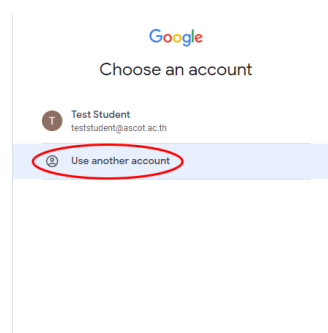 Google
Choose an account
T
Test Student
teststudent@ascot.ac.th
Use another account